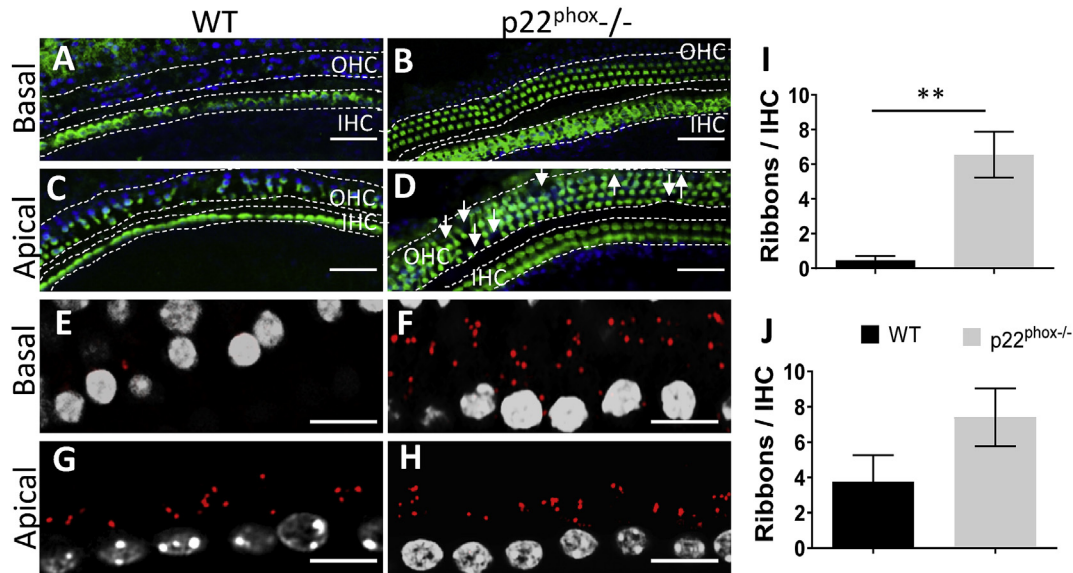 WT
p22phox-/-
Basal
A
OHC
IHC
B
OHC
IHC
Apical
C
OHC
IHC
D
OHC
IHC
Basal
E
F
Apical
G
H
I
**
Ribbons / IHC
10
8
6
4
2
0
J
WT
p22phox-/-
Ribbons / IHC
10
8
6
4
2
0